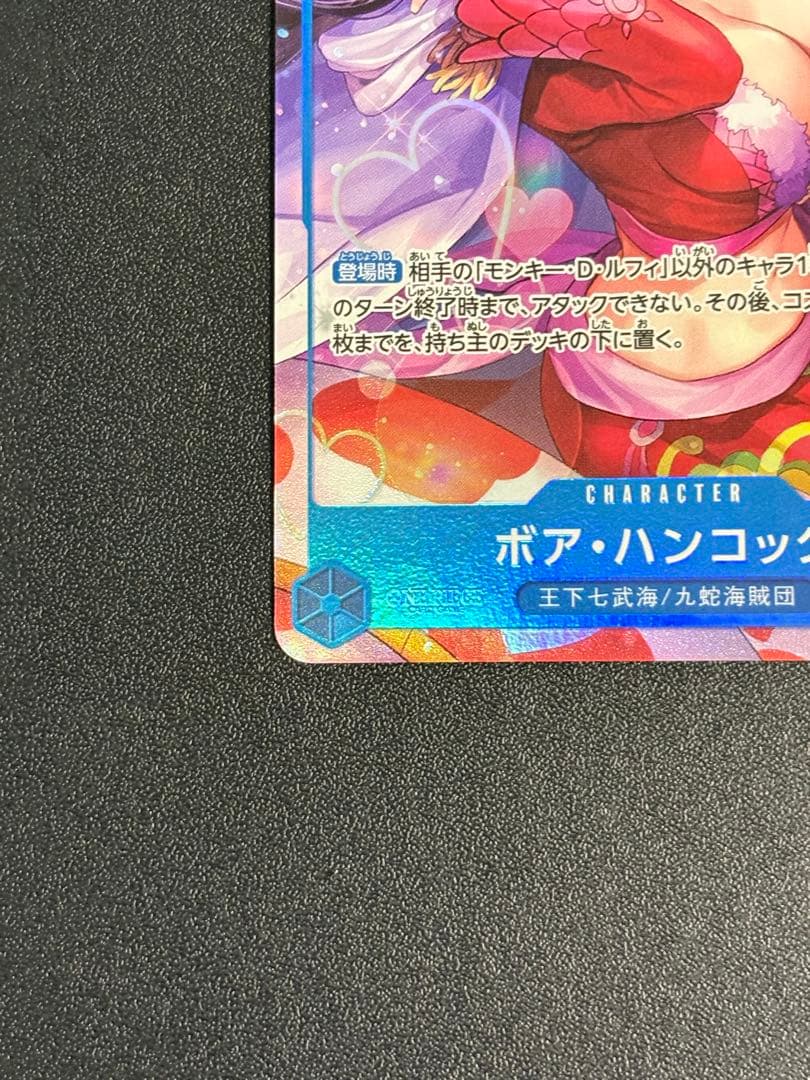 登場時 相手の「モンキー・D・ルフィ」以外のキャラ1
のターン終了時まで、アタックできない。その後、コス
枚までを、持ち主のデッキの下に置く。
CHARACTER
ボア・ハンコック
王下七武海/九蛇海賊団
ONE PIECE
CARD GAME